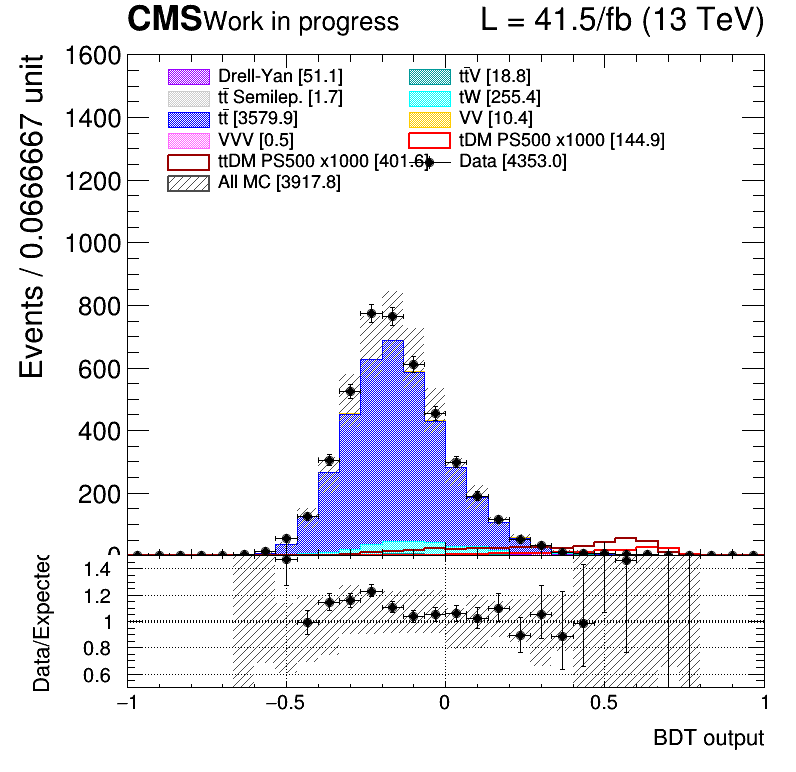 CMS Work in progress L = 41.5/fb (13 TeV)
Events / 0.0666667 unit
1600
1400
1200
1000
800
600
400
200
0
Drell-Yan [51.1]
tt̄V [18.8]
tt̄ Semilep. [1.7]
tW [255.4]
tt̄ [3579.9]
VV [10.4]
VVV [0.5]
tDM PS500 x1000 [144.9]
ttDM PS500 x1000 [401.6]
Data [4353.0]
All MC [3917.8]
Data/Expected
1.4
1.2
1
0.8
0.6
−1 −0.5 0 0.5 1
BDT output